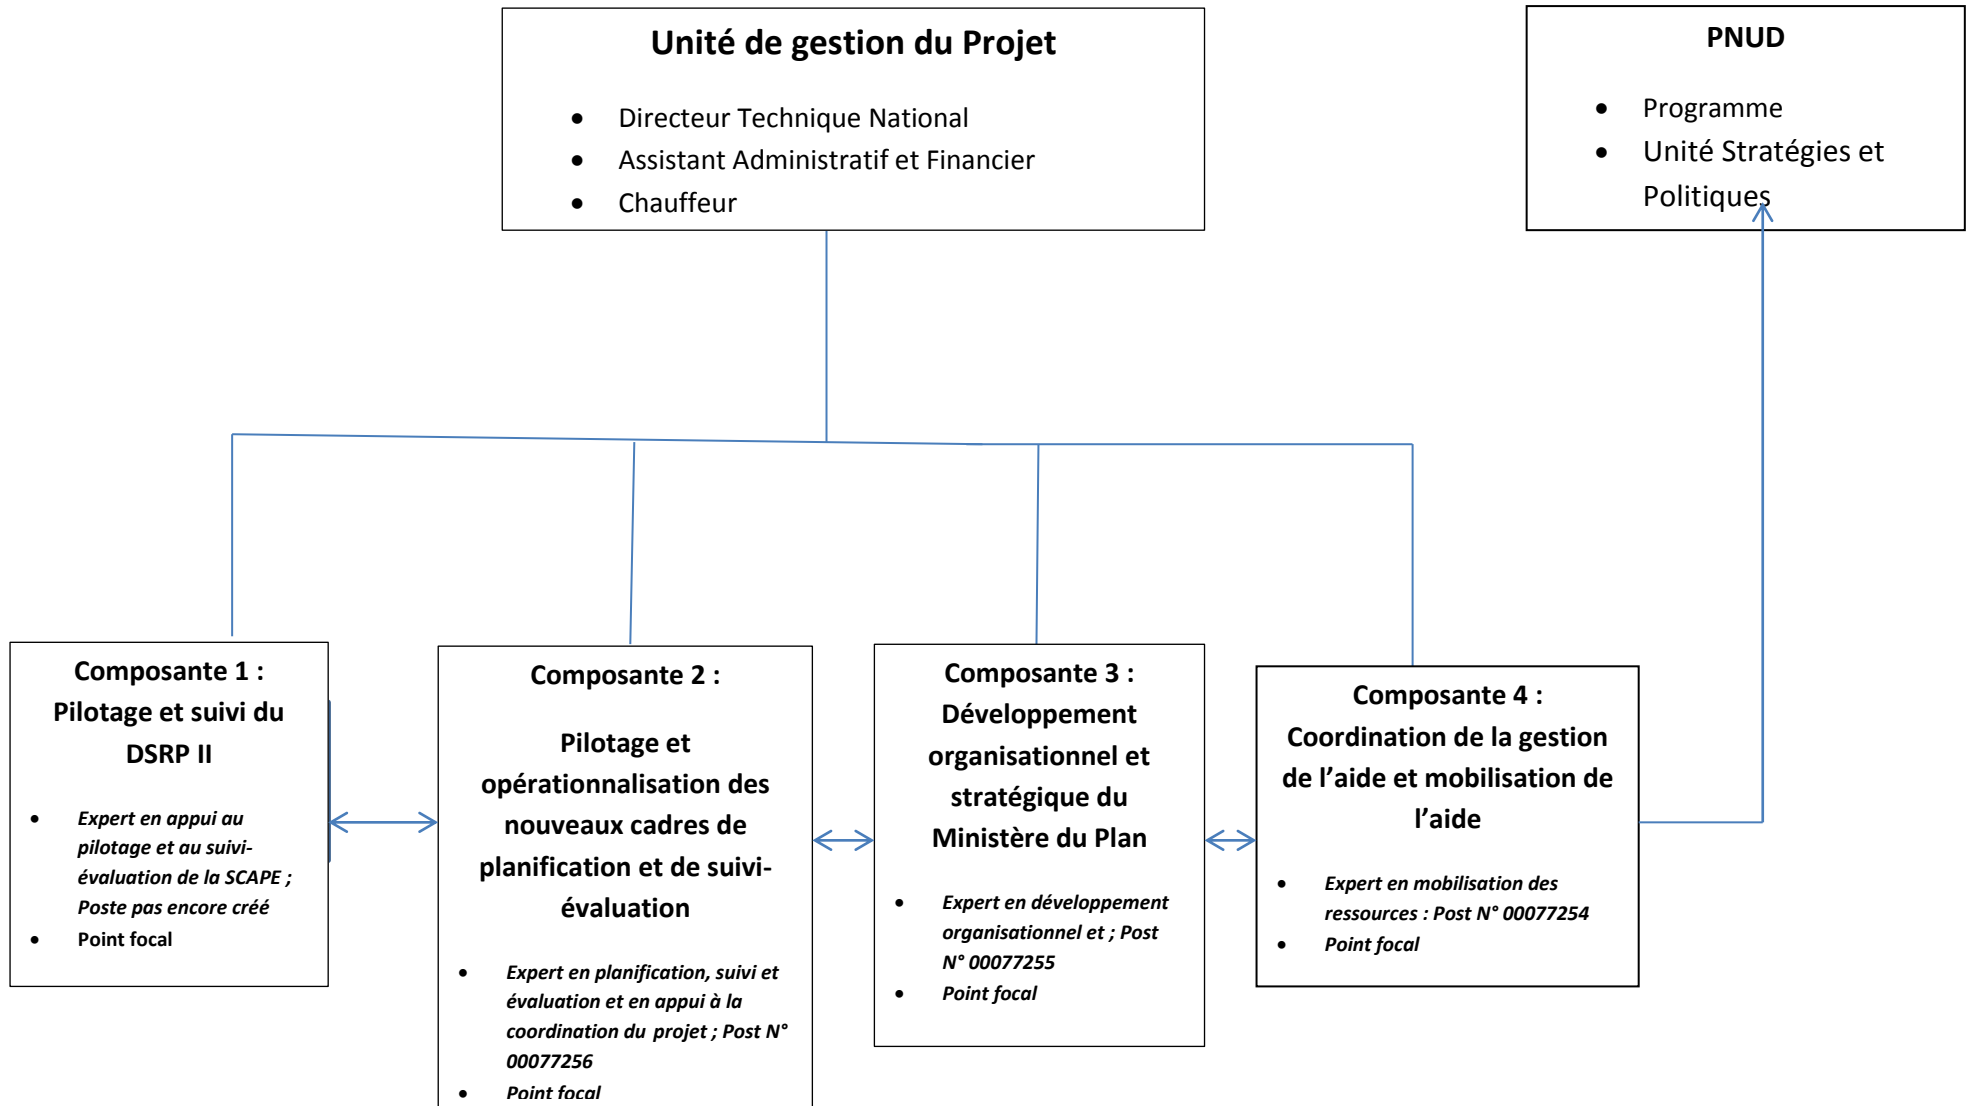 Unité de gestion du Projet
• Directeur Technique National
• Assistant Administratif et Financier
• Chauffeur
PNUD
• Programme
• Unité Stratégies et
Politiques
Composante 1 :
Pilotage et suivi du
DSRP II
• Expert en appui au
pilotage et au suivi-
évaluation de la SCAPE ;
Poste pas encore créé
• Point focal
Composante 2 :
Pilotage et
opérationnalisation des
nouveaux cadres de
planification et de suivi-
évaluation
• Expert en planification, suivi et
évaluation et en appui à la
coordination du projet ; Post N°
00077256
• Point focal
Composante 3 :
Développement
organisationnel et
stratégique du
Ministère du Plan
• Expert en développement
organisationnel et ; Post
N° 00077255
• Point focal
Composante 4 :
Coordination de la gestion
de l’aide et mobilisation de
l’aide
• Expert en mobilisation des
ressources : Post N° 00077254
• Point focal